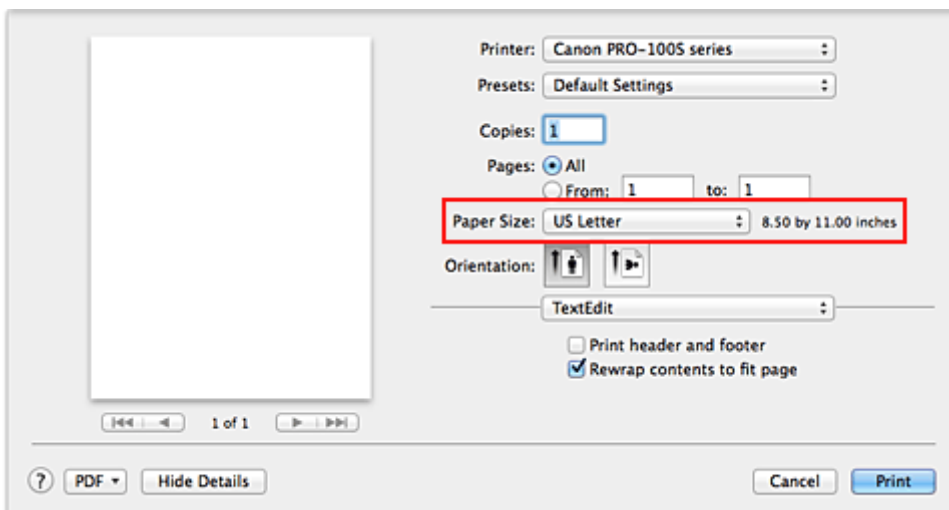 Printer: Canon PRO-100S series
Presets: Default Settings
Copies: 1
Pages: All
From: 1 to: 1
Paper Size: US Letter 8.50 by 11.00 inches
Orientation:
TextEdit
Print header and footer
Rewrap contents to fit page
1 of 1
? PDF Hide Details Cancel Print